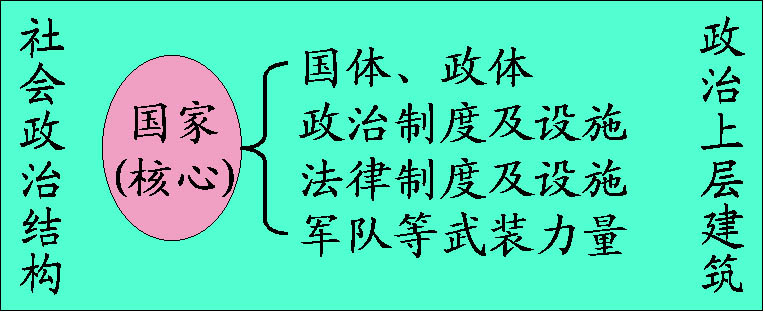 社会政治结构
国家
(核心)
国体、政体
政治制度及设施
法律制度及设施
军队等武装力量
政治上层建筑